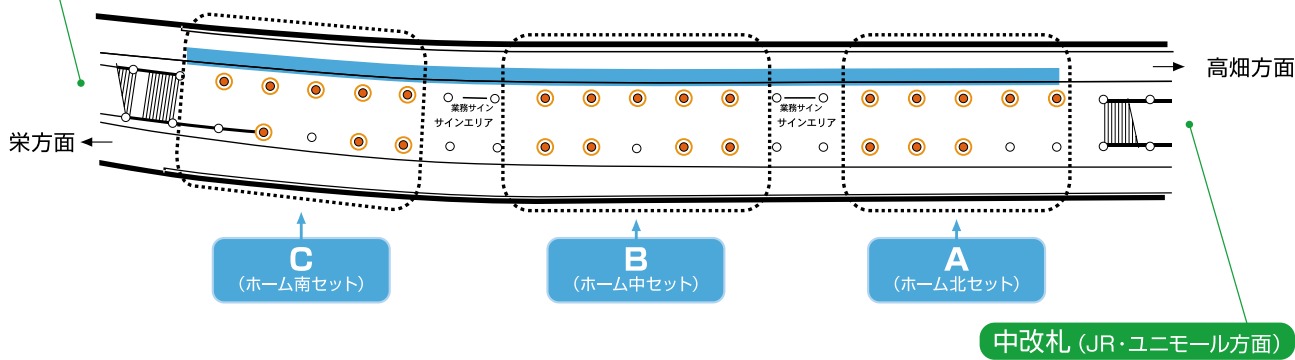 高畑方面
業務サイン
サインエリア
業務サイン
サインエリア
栄方面
C
（ホーム南セット）
B
（ホーム中セット）
A
（ホーム北セット）
中改札（JR・ユニモール方面）